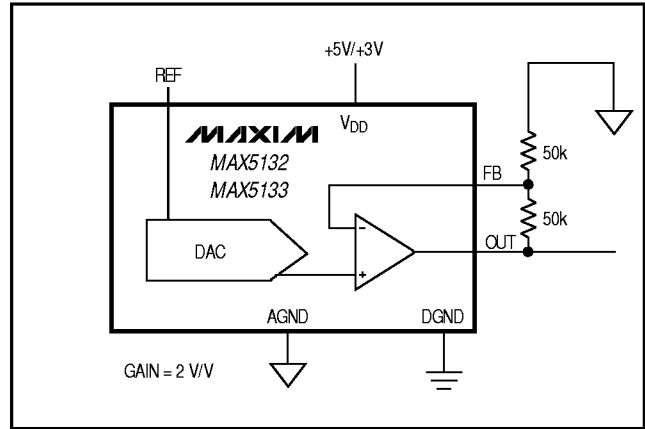 +5V/+3V
REF
VDD
MAXIM
MAX5132
MAX5133
50k
FB
50k
DAC
OUT
-
+
AGND
DGND
GAIN = 2 V/V